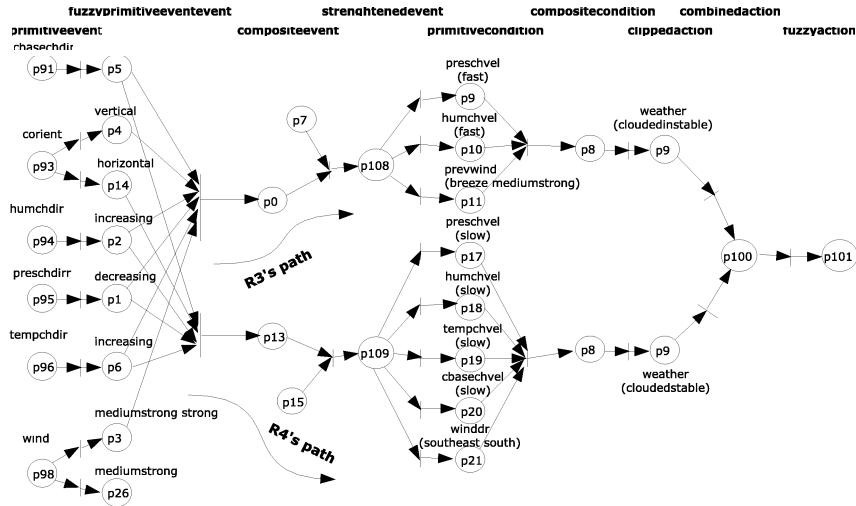 fuzzyprimitiveeventevent strenghtenedevent compositecondition combinedaction
primitiveevent compositeevent primitivecondition clippedaction fuzzyaction
cbasechdir
p91 p5
preschvel
(fast)
p9
vertical
p4
p7
humchvel
(fast)
p10
weather
(cloudedinstable)
corient
p93
horizontal
p14
p108
p8 p9
prevwind
(breeze mediumstrong)
p11
humchdir
p94
increasing
p2
p0
preschvel
(slow)
p17
R3's path
p100 p101
preschdirr
p95
decreasing
p1
humchvel
(slow)
p18
tempchdir
p96
increasing
p6
p13
p109
tempchvel
(slow)
p19
p8 p9
weather
(cloudedstable)
p15
cbasechvel
(slow)
p20
mediumstrong strong
wind
p3
p98
R4's path
winddr
(southeast south)
p21
mediumstrong
p26